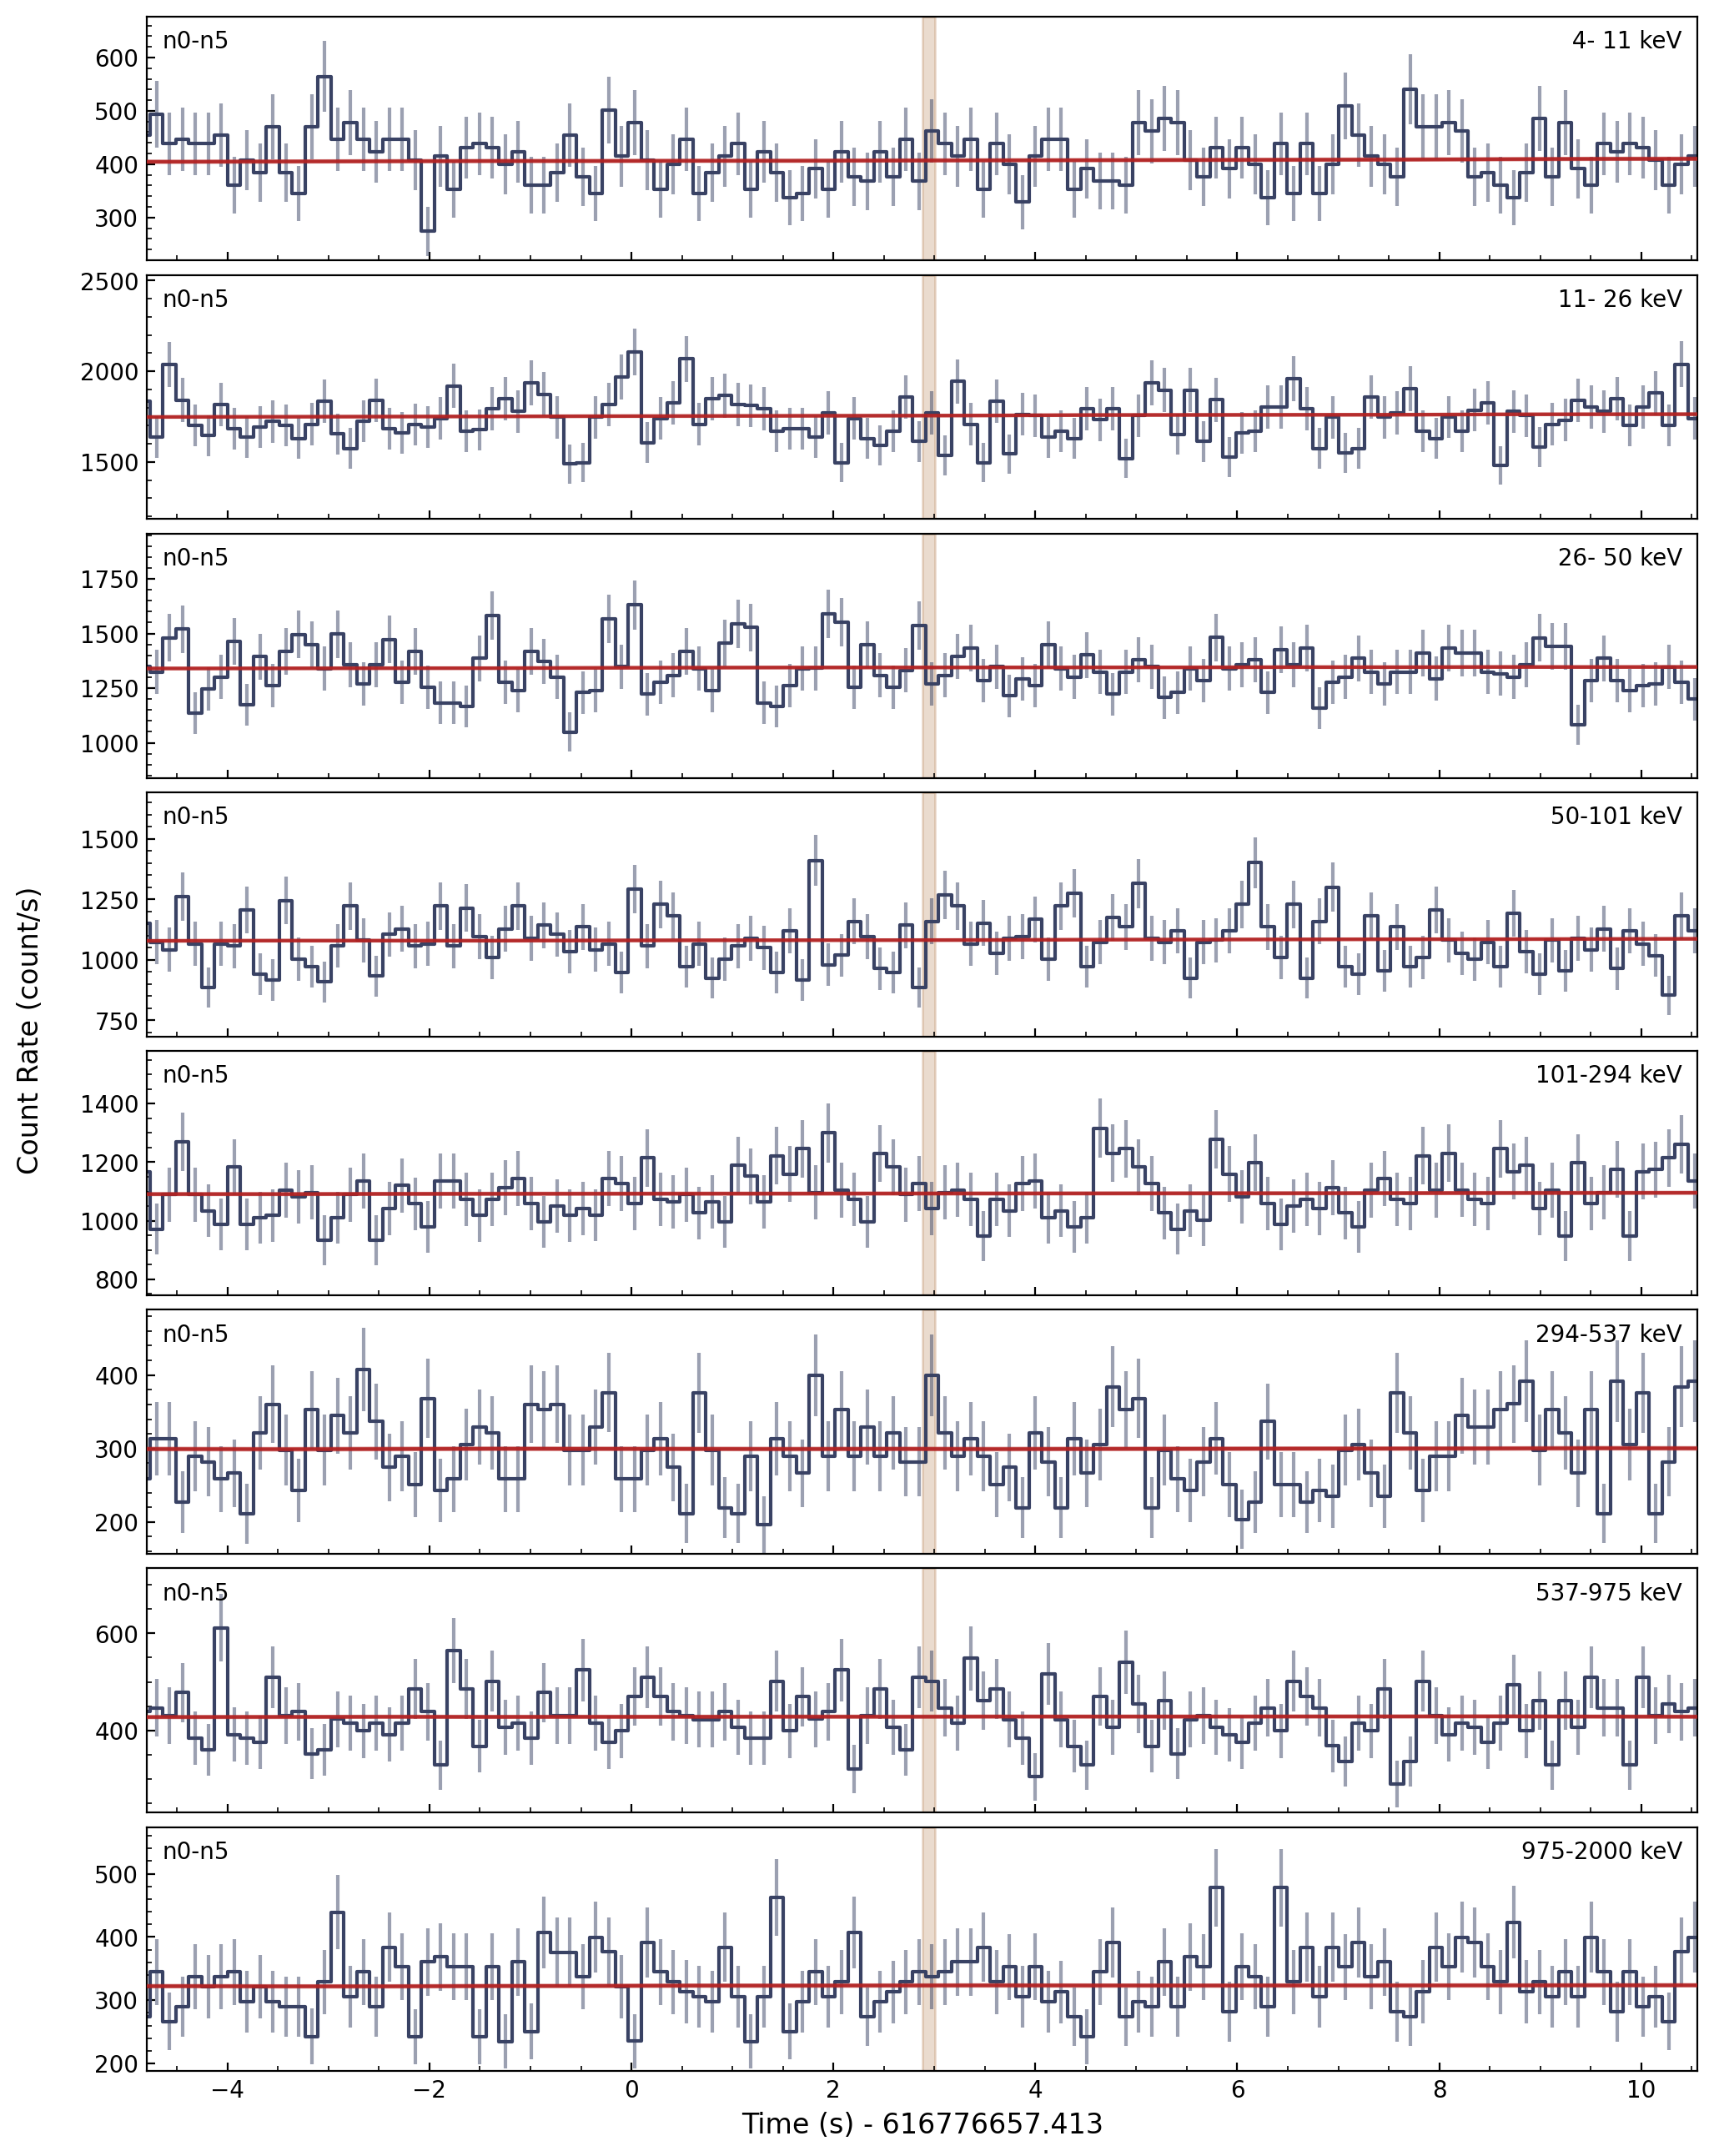 n0-n5 4- 11 keV
600
500
400
300
n0-n5 11- 26 keV
2500
2000
1500
n0-n5 26- 50 keV
1750
1500
1250
1000
n0-n5 50-101 keV
1500
1250
1000
750
n0-n5 101-294 keV
1400
1200
1000
800
n0-n5 294-537 keV
400
300
200
n0-n5 537-975 keV
600
400
n0-n5 975-2000 keV
500
400
300
200
−4 −2 0 2 4 6 8 10
Time (s) - 616776657.413
Count Rate (count/s)